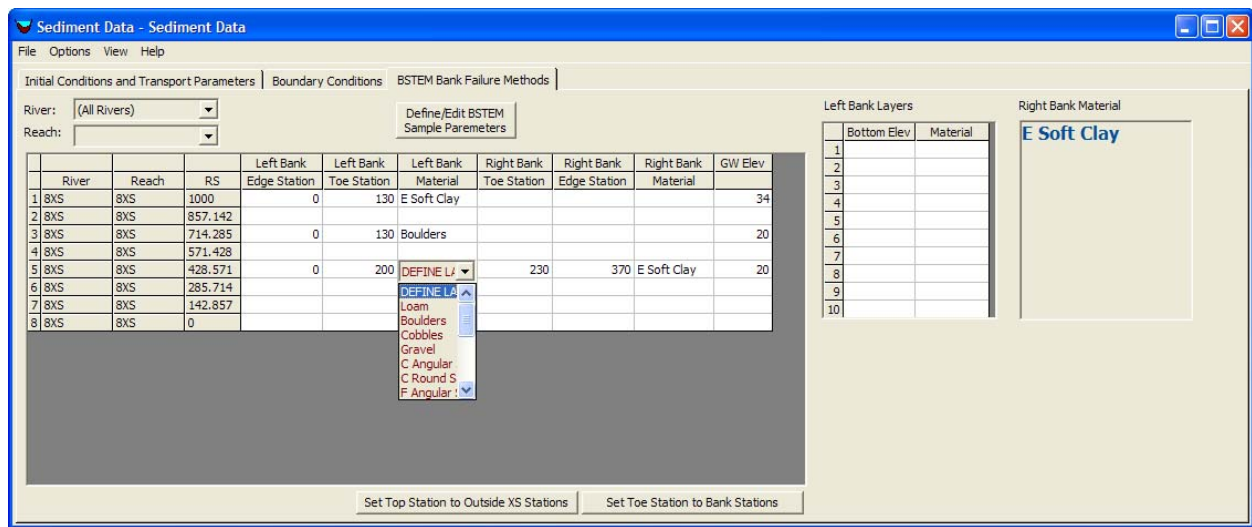 Sediment Data - Sediment Data
File Options View Help
Initial Conditions and Transport Parameters Boundary Conditions BSTEM Bank Failure Methods
River: (All Rivers)
Reach:
Define/Edit BSTEM
Sample Paremeters
Left Bank Left Bank Left Bank Right Bank Right Bank Right Bank GW Elev
River Reach RS Edge Station Toe Station Material Toe Station Edge Station Material
1 8XS 8XS 1000 0 130 E Soft Clay 34
2 8XS 8XS 857.142
3 8XS 8XS 714.285 0 130 Boulders 20
4 8XS 8XS 571.428
5 8XS 8XS 428.571 0 200 DEFINE LA 230 370 E Soft Clay 20
6 8XS 8XS 285.714
7 8XS 8XS 142.857
8 8XS 8XS 0
DEFINE LA
Loam
Boulders
Cobbles
Gravel
C Angular
C Round S
F Angular S
Set Top Station to Outside XS Stations Set Toe Station to Bank Stations
Left Bank Layers
Bottom Elev Material
1
2
3
4
5
6
7
8
9
10
Right Bank Material
E Soft Clay